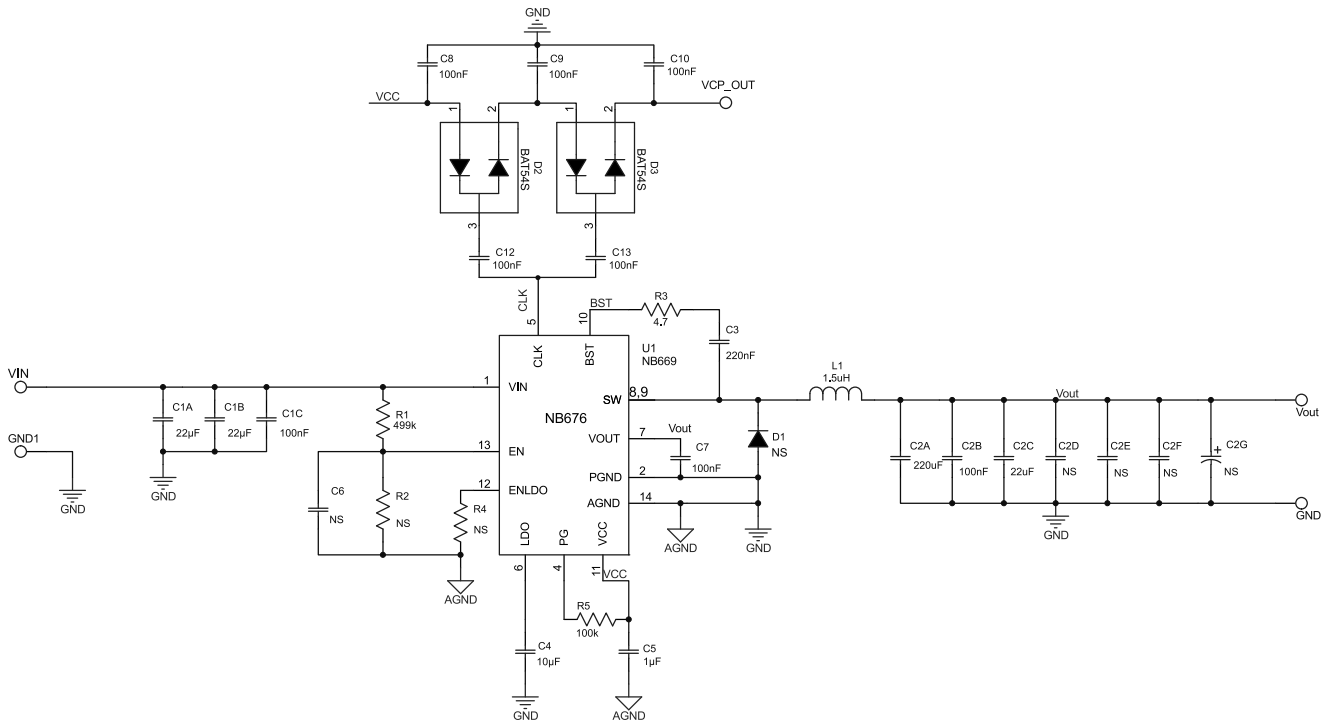 GND
C8
100nF
C9
100nF
C10
100nF
VCP_OUT
VCC
1
2
1
2
D2
BAT54S
D3
BAT54S
3
3
C12
100nF
C13
100nF
CLK
5
BST
10
R3
4.7
C3
220nF
U1
NB669
CLK
BST
L1
1.5uH
VIN
1
VIN
SW
8,9
Vout
Vout
C1A
22µF
C1B
22µF
C1C
100nF
R1
499k
NB676
VOUT
7
Vout
C7
100nF
D1
NS
GND1
13
EN
PGND
2
C2A
220uF
C2B
100nF
C2C
22uF
C2D
NS
C2E
NS
C2F
NS
C2G
+
NS
GND
GND
C6
NS
R2
NS
12
ENLDO
R4
NS
AGND
14
AGND
GND
GND
GND
LDO
PG
VCC
6
4
11
VCC
AGND
R5
100k
C4
10µF
C5
1µF
GND
AGND